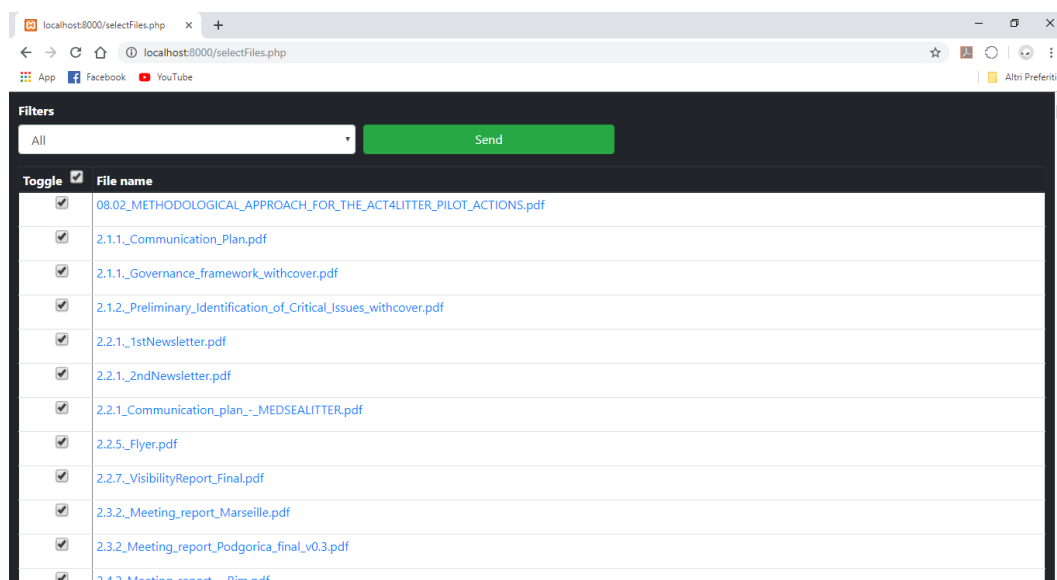 localhost:8000/selectFiles.php
localhost:8000/selectFiles.php
App Facebook YouTube Altri Preferiti
Filters
All Send
Toggle File name
08.02_METHODOLOGICAL_APPROACH_FOR_THE_ACT4LITTER_PILOT_ACTIONS.pdf
2.1.1._Communication_Plan.pdf
2.1.1._Governance_framework_withcover.pdf
2.1.2._Preliminary_Identification_of_Critical_Issues_withcover.pdf
2.2.1._1stNewsletter.pdf
2.2.1._2ndNewsletter.pdf
2.2.1_Communication_plan_-_MEDSEALITTER.pdf
2.2.5._Flyer.pdf
2.2.7._VisibilityReport_Final.pdf
2.3.2._Meeting_report_Marseille.pdf
2.3.2_Meeting_report_Podgorica_final_v0.3.pdf